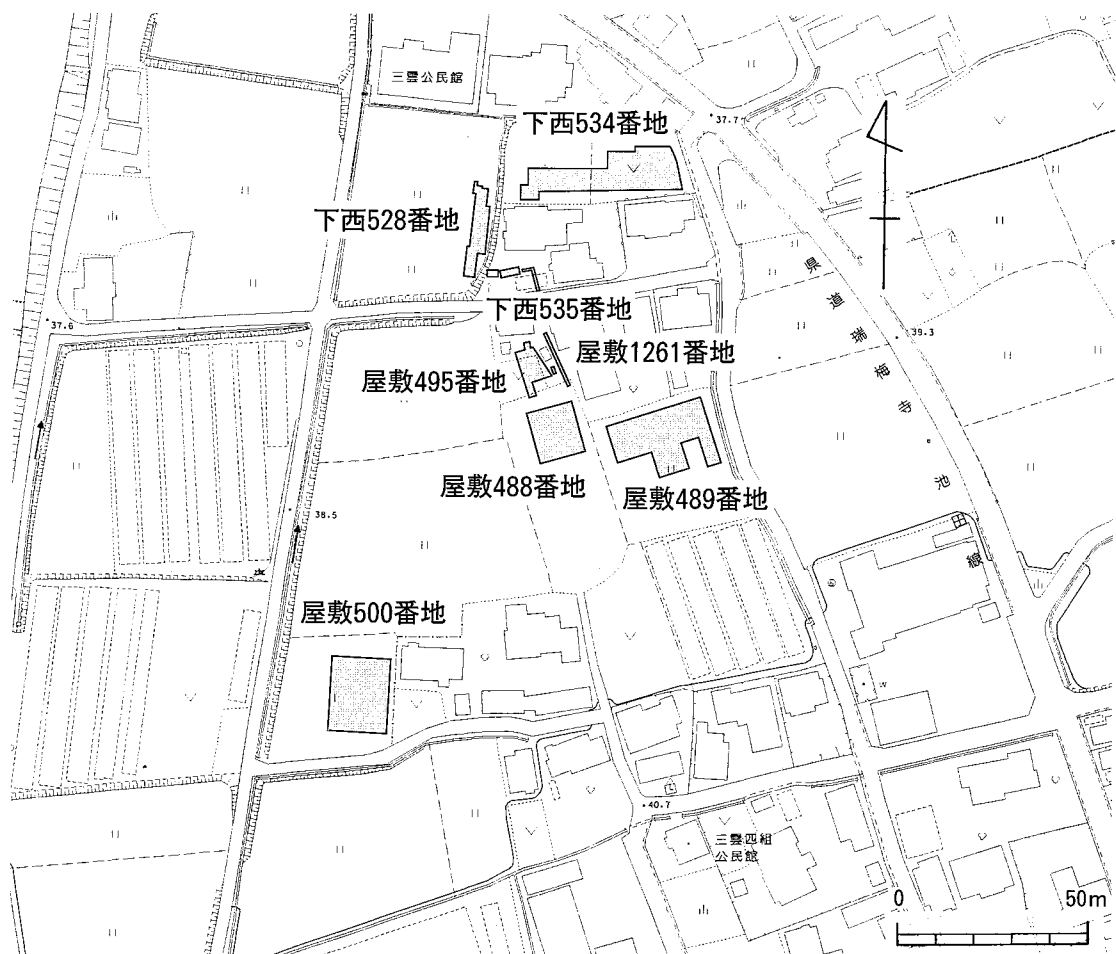 三雲公民館
下西534番地
37.7
下西528番地
下西535番地
37.6
屋敷1261番地
39.3
屋敷495番地
県道瑞梅寺池田線
屋敷488番地
屋敷489番地
38.5
屋敷500番地
40.7
三雲四組
公民館
0 50m